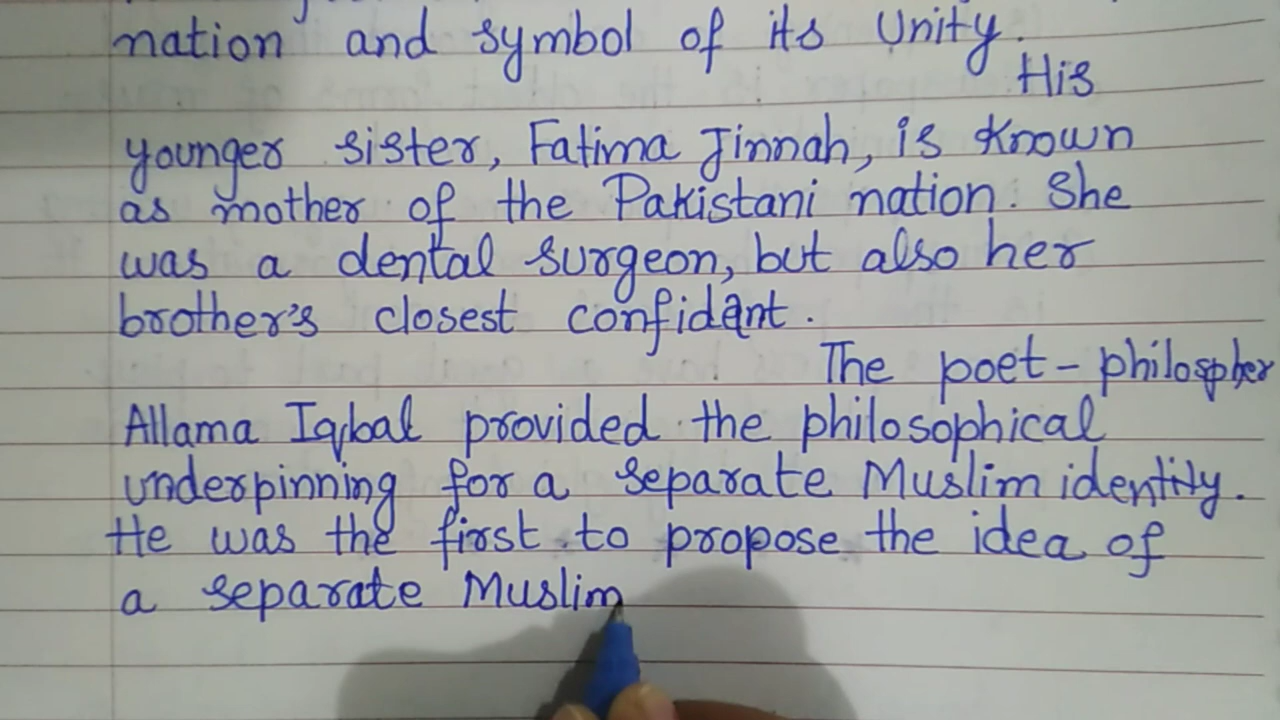 nation and symbol of its Unity.
His
younger sister, Fatima Jinnah, is known
as mother of the Pakistani nation. She
was a dental surgeon, but also her
brother's closest confidant.
The poet-philospher
Allama Iqbal provided the philosophical
underpinning for a separate Muslim identity.
He was the first to propose the idea of
a separate Muslim